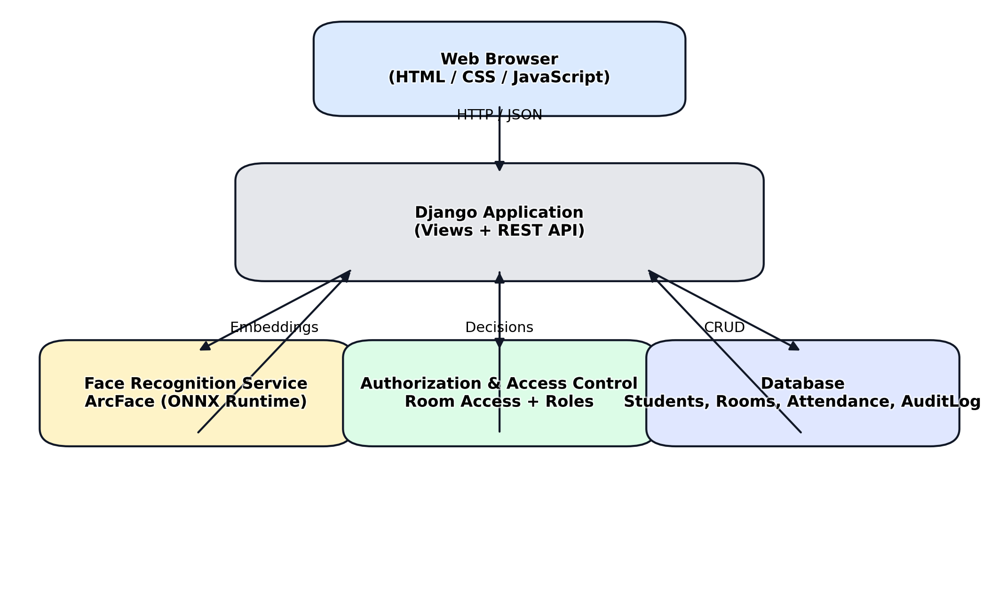 Web Browser
(HTML / CSS / JavaScript)
HTTP / JSON
Django Application
(Views + REST API)
Embeddings
Decisions
CRUD
Face Recognition Service
ArcFace (ONNX Runtime)
Authorization & Access Control
Room Access + Roles
Database
Students, Rooms, Attendance, AuditLog